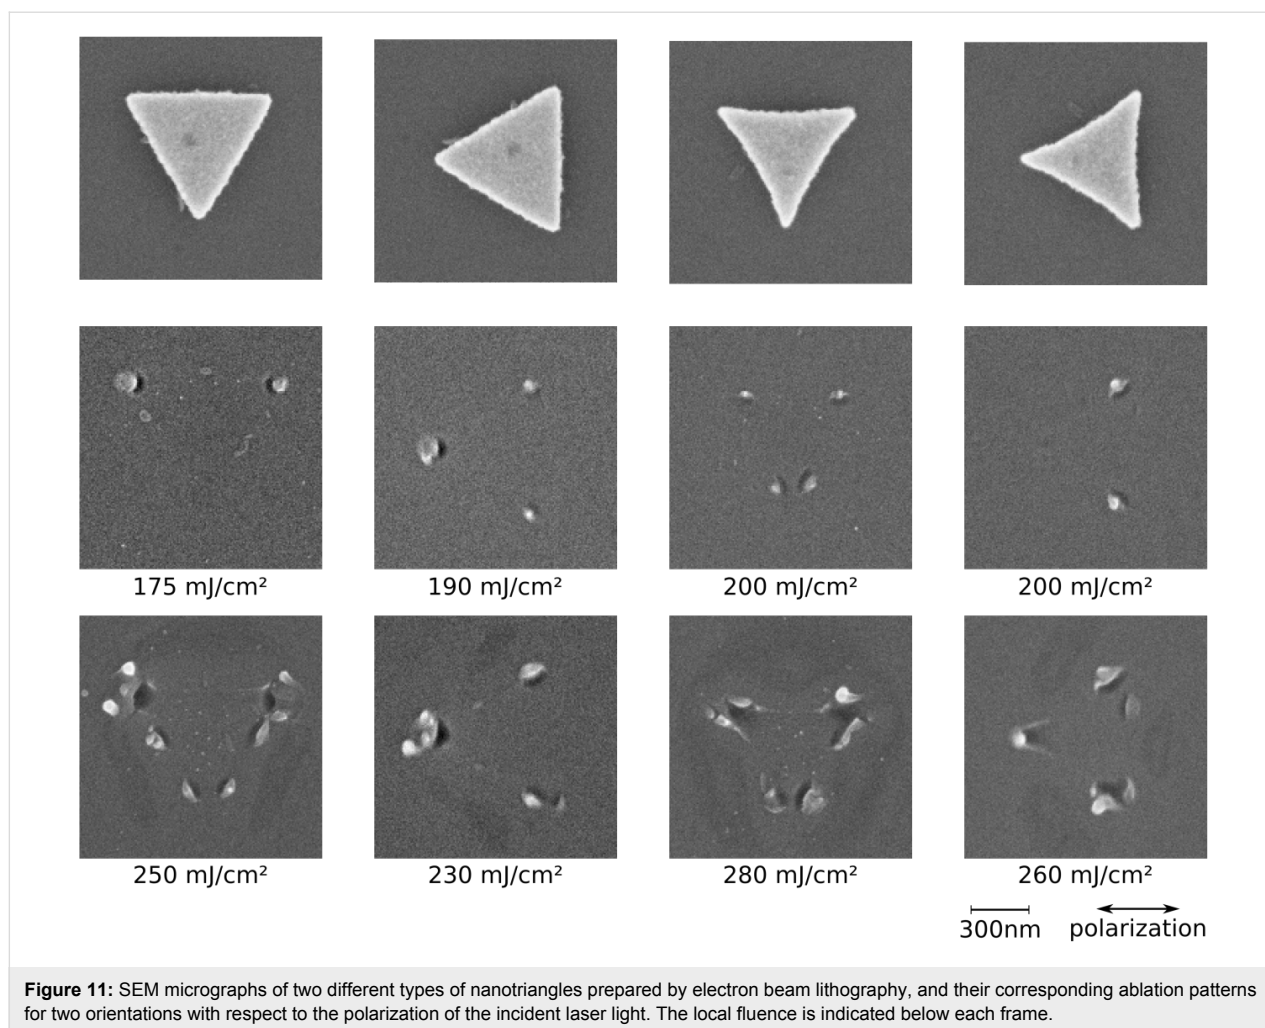 175 mJ/cm²
190 mJ/cm²
200 mJ/cm²
200 mJ/cm²
250 mJ/cm²
230 mJ/cm²
280 mJ/cm²
260 mJ/cm²
300nm
polarization
Figure 11: SEM micrographs of two different types of nanotriangles prepared by electron beam lithography, and their corresponding ablation patterns
for two orientations with respect to the polarization of the incident laser light. The local fluence is indicated below each frame.